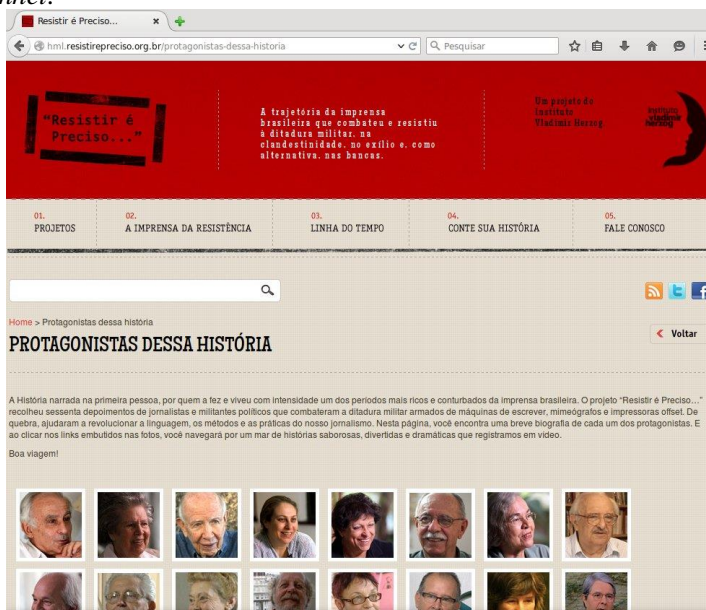 Resistir é Preciso...
hml.resistirepreciso.org.br/protagonistas-dessa-historia
Pesquisar
"Resistir é
Preciso..."
A trajetória da imprensa
brasileira que combateu e resistiu
à ditadura militar, na
clandestinidade, no exílio e, como
alternativa, nas bancas.
Um projeto do
Instituto
Vladimir Herzog
instituto
vladimir
herzog
01.
PROJETOS
02.
A IMPRENSA DA RESISTÊNCIA
03.
LINHA DO TEMPO
04.
CONTE SUA HISTÓRIA
05.
FALE CONOSCO
Home > Protagonistas dessa história
Voltar
PROTAGONISTAS DESSA HISTÓRIA
A História narrada na primeira pessoa, por quem a fez e viveu com intensidade um dos períodos mais ricos e conturbados da imprensa brasileira. O projeto “Resistir é Preciso...”
recolheu sessenta depoimentos de jornalistas e militantes políticos que combateram a ditadura militar armados de máquinas de escrever, mimeógrafos e impressoras offset. De
quebra, ajudaram a revolucionar a linguagem, os métodos e as práticas do nosso jornalismo. Nesta página, você encontra uma breve biografia de cada um dos protagonistas. E
ao clicar nos links embutidos nas fotos, você navegará por um mar de histórias saborosas, divertidas e dramáticas que registramos em vídeo.
Boa viagem!